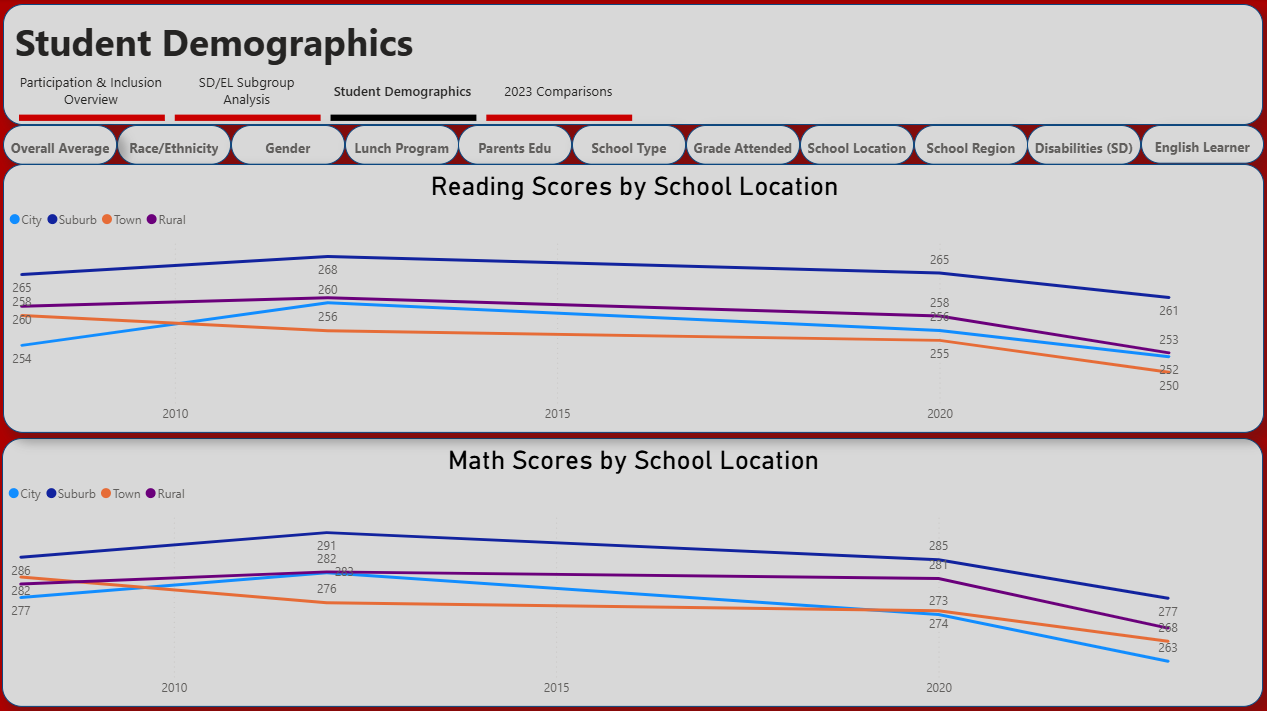 Student Demographics
Participation & Inclusion
Overview
SD/EL Subgroup
Analysis
Student Demographics
2023 Comparisons
Overall Average
Race/Ethnicity
Gender
Lunch Program
Parents Edu
School Type
Grade Attended
School Location
School Region
Disabilities (SD)
English Learner
Reading Scores by School Location
City Suburb Town Rural
265
258
260
254
268
260
256
265
258
256
255
261
253
252
250
2010 2015 2020
Math Scores by School Location
City Suburb Town Rural
286
282
277
291
282
282
276
285
281
273
274
277
268
263
2010 2015 2020